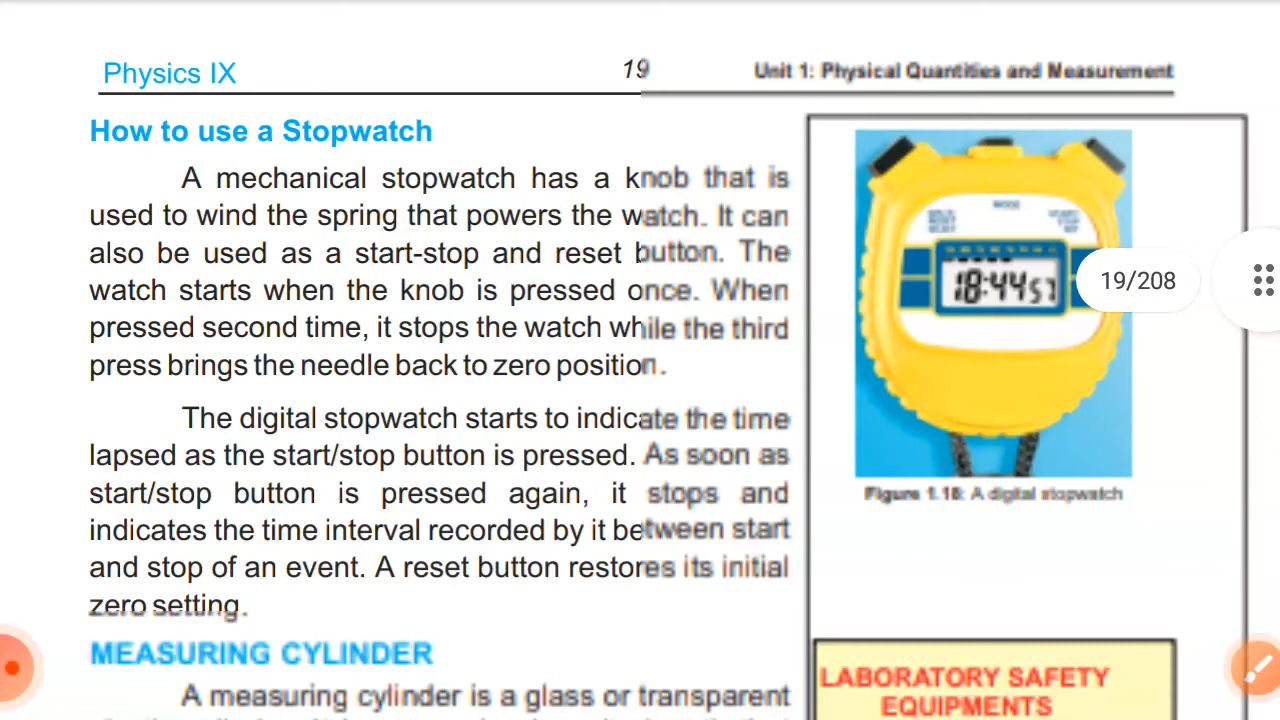 Physics IX
19
Unit 1: Physical Quantities and Measurement
How to use a Stopwatch
A mechanical stopwatch has a knob that is
used to wind the spring that powers the watch. It can
also be used as a start-stop and reset button. The
watch starts when the knob is pressed once. When
pressed second time, it stops the watch while the third
press brings the needle back to zero position.
The digital stopwatch starts to indicate the time
lapsed as the start/stop button is pressed. As soon as
start/stop button is pressed again, it stops and
indicates the time interval recorded by it between start
and stop of an event. A reset button restores its initial
zero setting.
MEASURING CYLINDER
A measuring cylinder is a glass or transparent
MODE
18:44 57
19/208
Figure 1.18: A digital stopwatch
LABORATORY SAFETY
EQUIPMENTS